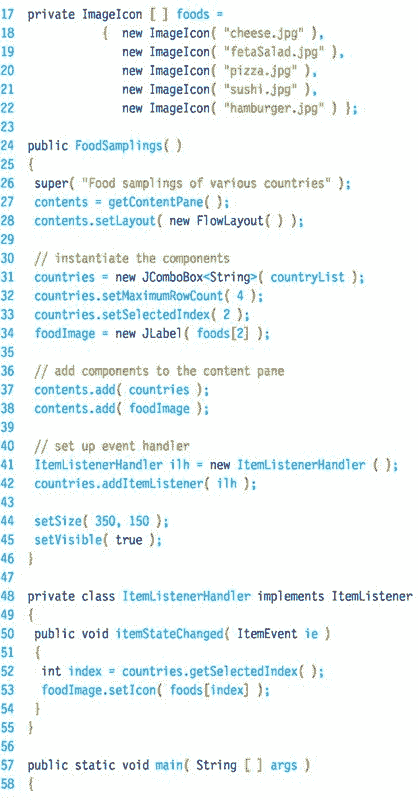 17 private ImageIcon [ ] foods =
18 { new ImageIcon( "cheese.jpg" ),
19 new ImageIcon( "fetaSalad.jpg" ),
20 new ImageIcon( "pizza.jpg" ),
21 new ImageIcon( "sushi.jpg" ),
22 new ImageIcon( "hamburger.jpg" ) };
23
24 public FoodSamplings( )
25 {
26 super( "Food samplings of various countries" );
27 contents = getContentPane( );
28 contents.setLayout( new FlowLayout( ) );
29
30 // instantiate the components
31 countries = new JComboBox<String>( countryList );
32 countries.setMaximumRowCount( 4 );
33 countries.setSelectedIndex( 2 );
34 foodImage = new JLabel( foods[2] );
35
36 // add components to the content pane
37 contents.add( countries );
38 contents.add( foodImage );
39
40 // set up event handler
41 ItemListenerHandler ilh = new ItemListenerHandler ( );
42 countries.addItemListener( ilh );
43
44 setSize( 350, 150 );
45 setVisible( true );
46 }
47
48 private class ItemListenerHandler implements ItemListener
49 {
50 public void itemStateChanged( ItemEvent ie )
51 {
52 int index = countries.getSelectedIndex( );
53 foodImage.setIcon( foods[index] );
54 }
55 }
56
57 public static void main( String [ ] args )
58 {